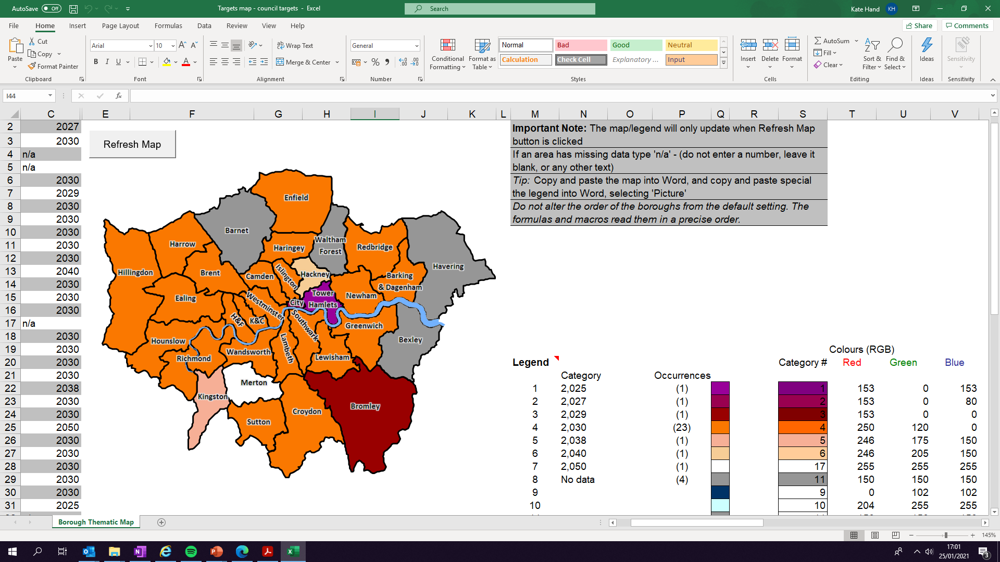 AutoSave Off
Targets map - council targets - Excel
Search
Kate Hand KH
File Home Insert Page Layout Formulas Data Review View Help
Share Comments
Paste
Cut
Copy
Format Painter
Clipboard
Arial 10
B I U
Font
Wrap Text
Merge & Center
Alignment
General
Number
Conditional Formatting
Format as Table
Normal Bad Good Neutral
Calculation Check Cell Explanatory ... Input
Styles
Insert Delete Format
Cells
AutoSum
Fill
Clear
Sort & Filter
Find & Select
Editing
Ideas
Ideas
Sensitivity
Sensitivity
I44
fx
C E F G H I J K L M N O P Q R S T U V
2 2027
3 2030
4 n/a
5 n/a
6 2030
7 2029
8 2030
9 2030
10 2030
11 2030
12 2030
13 2040
14 2030
15 2030
16 2030
17 n/a
18 2030
19 2030
20 2030
21 2030
22 2038
23 2030
24 2030
25 2050
26 2030
27 2030
28 2030
29 2030
30 2030
31 2025
Refresh Map
Enfield
Barnet
Harrow
Haringey
Waltham
Forest
Redbridge
Havering
Hillingdon
Brent
Camden
Islington
Hackney
Barking
& Dagenham
Ealing
Westminster
City
Tower
Hamlets
Newham
H&F
K&C
Southwark
Greenwich
Hounslow
Bexley
Richmond
Wandsworth
Lambeth
Lewisham
Merton
Kingston
Croydon
Bromley
Sutton
Important Note: The map/legend will only update when Refresh Map
button is clicked
If an area has missing data type 'n/a' - (do not enter a number, leave it
blank, or any other text)
Tip: Copy and paste the map into Word, and copy and paste special
the legend into Word, selecting 'Picture'
Do not alter the order of the boroughs from the default setting. The
formulas and macros read them in a precise order.
Colours (RGB)
Legend Category # Red Green Blue
Category Occurrences
1 2,025 (1) 1 153 0 153
2 2,027 (1) 2 153 0 80
3 2,029 (1) 3 153 0 0
4 2,030 (23) 4 250 120 0
5 2,038 (1) 5 246 175 150
6 2,040 (1) 6 246 205 150
7 2,050 (1) 17 255 255 255
8 No data (4) 11 150 150 150
9 9 0 102 102
10 10 204 255 255
Borough Thematic Map
145%
17:01
25/01/2021
3